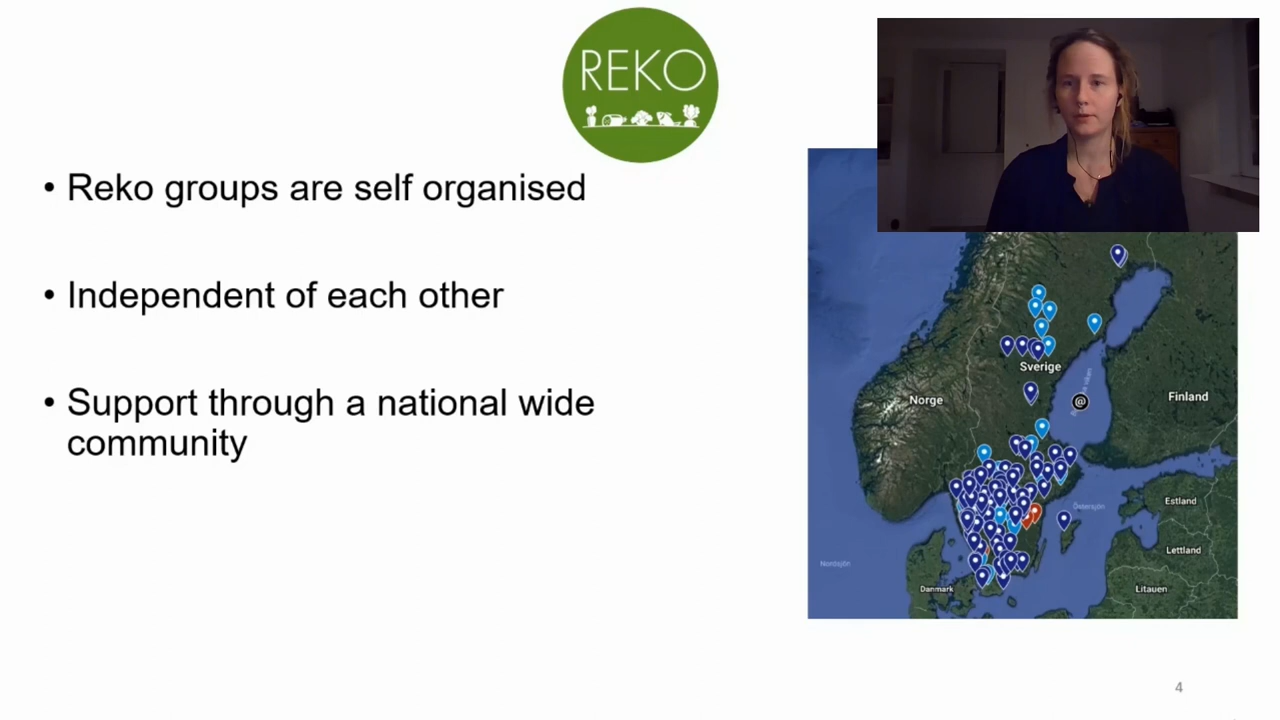 REKO
• Reko groups are self organised
• Independent of each other
• Support through a national wide
community
Sverige
Norge
@
Finland
Estland
Östersjön
Lettland
Nordsjön
Danmark
Litauen
4